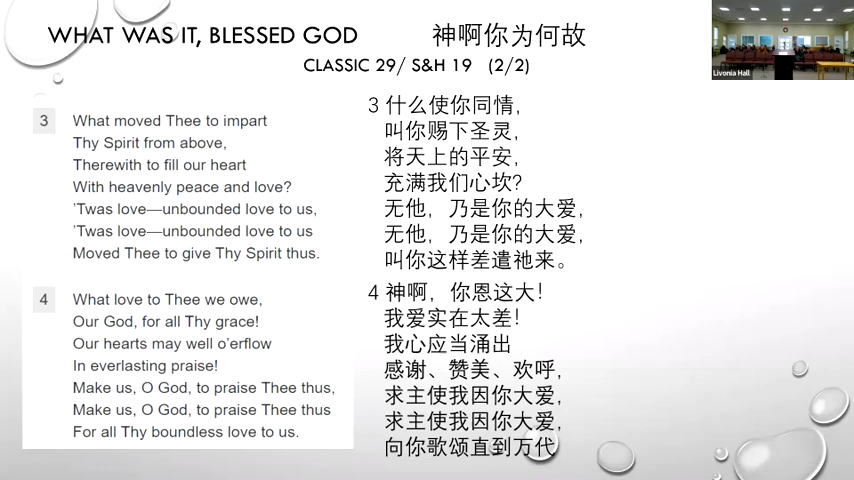 WHAT WAS IT, BLESSED GOD
神啊你为何故
CLASSIC 29/ S&H 19 (2/2)
3
What moved Thee to impart
Thy Spirit from above,
Therewith to fill our heart
With heavenly peace and love?
’Twas love—unbounded love to us,
’Twas love—unbounded love to us
Moved Thee to give Thy Spirit thus.
4
What love to Thee we owe,
Our God, for all Thy grace!
Our hearts may well o’erflow
In everlasting praise!
Make us, O God, to praise Thee thus,
Make us, O God, to praise Thee thus
For all Thy boundless love to us.
3 什么使你同情,
叫你赐下圣灵,
将天上的平安,
充满我们心坎?
无他, 乃是你的大爱,
无他, 乃是你的大爱,
叫你这样差遣祂来。
4 神啊, 你恩这大!
我爱实在太差!
我心应当涌出
感谢、赞美、欢呼,
求主使我因你大爱,
求主使我因你大爱,
向你歌颂直到万代
Livonia Hall